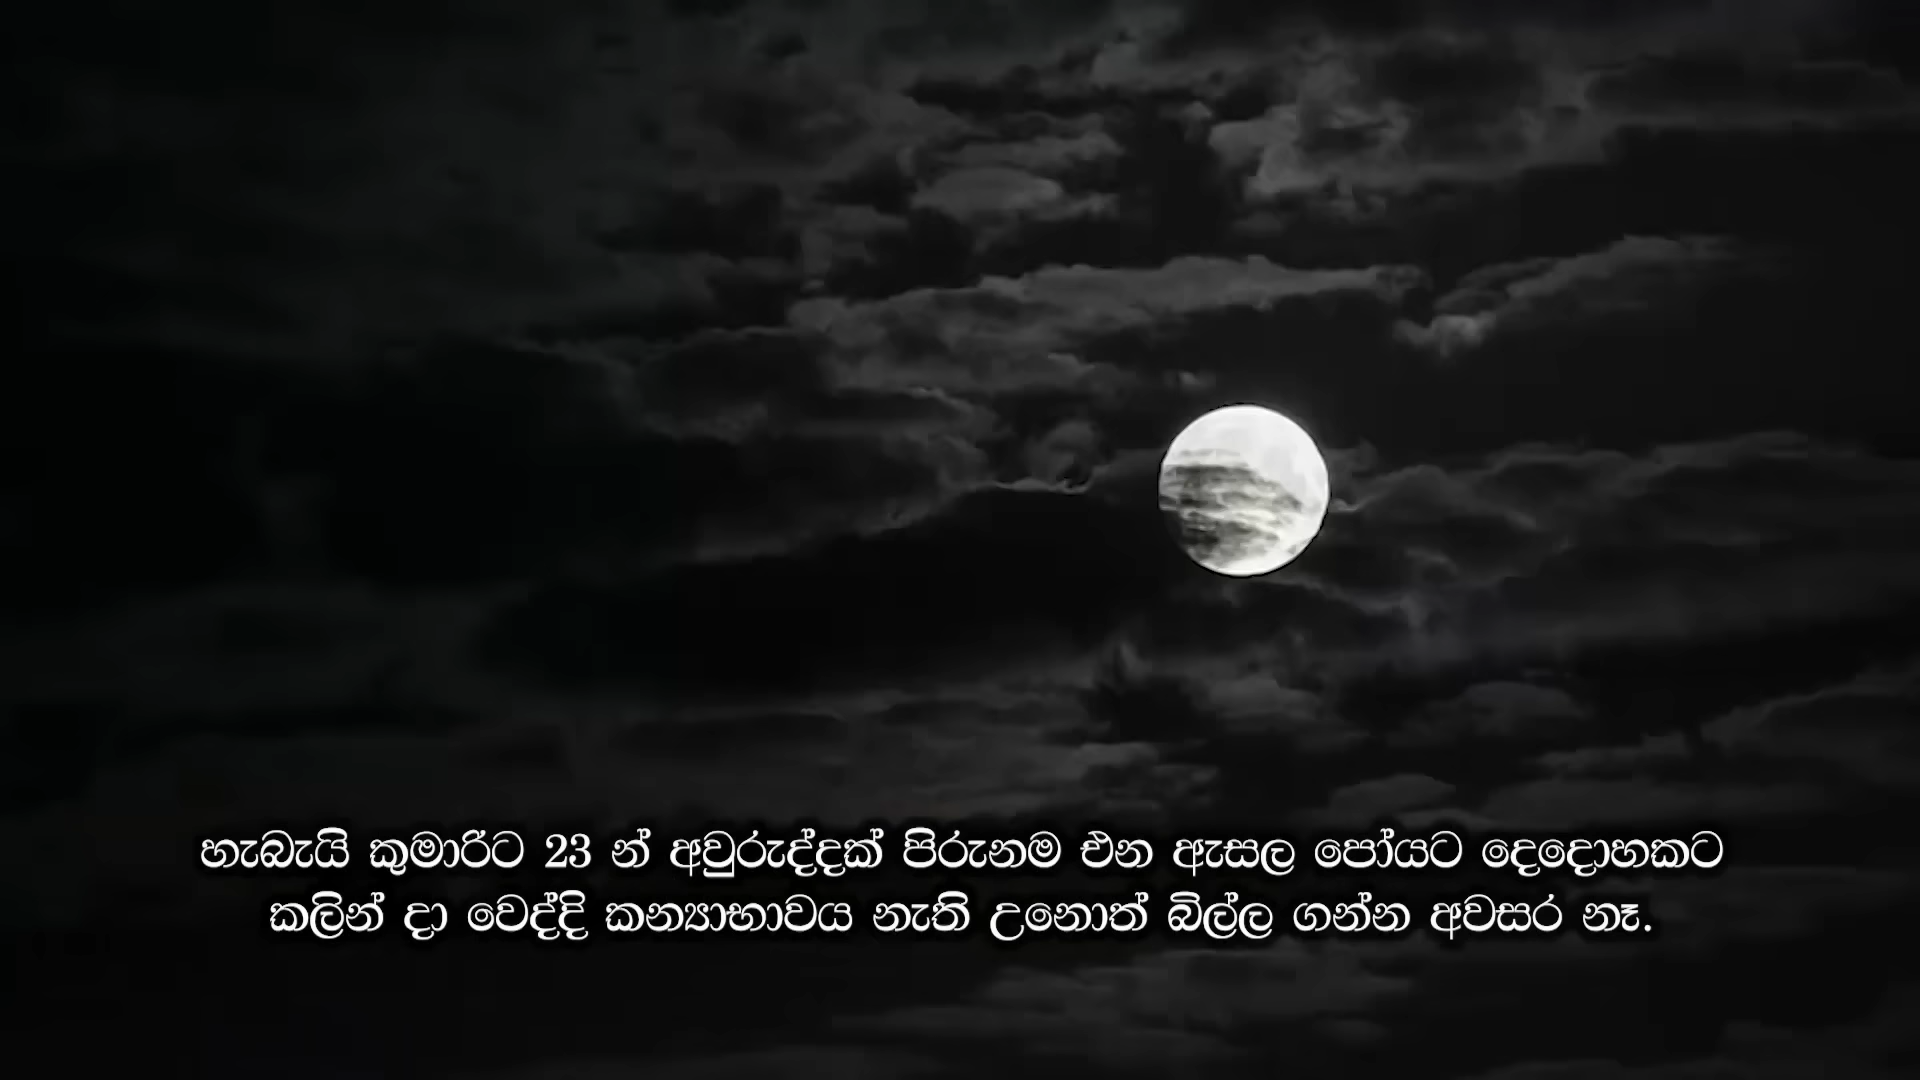 හැබැයි කුමාරිට 23 න් අවුරුද්දක් පිරුනම එන ඇසල පෝයට දෙදොහකට
කලින් දා වෙද්දි කන්‍යාභාවය නැති උනොත් බිල්ල ගන්න අවසර නෑ.